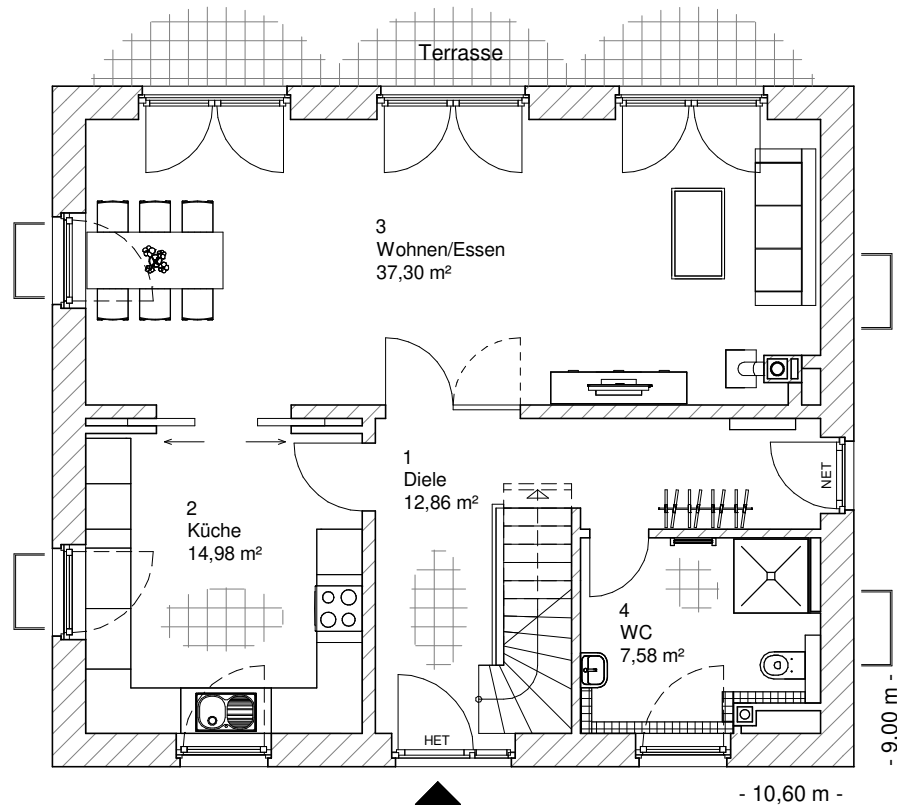 Terrasse
3
Wohnen/Essen
37,30 m²
1
Diele
12,86 m²
NET
2
Küche
14,98 m²
4
WC
7,58 m²
HET
- 9,00 m -
- 10,60 m -